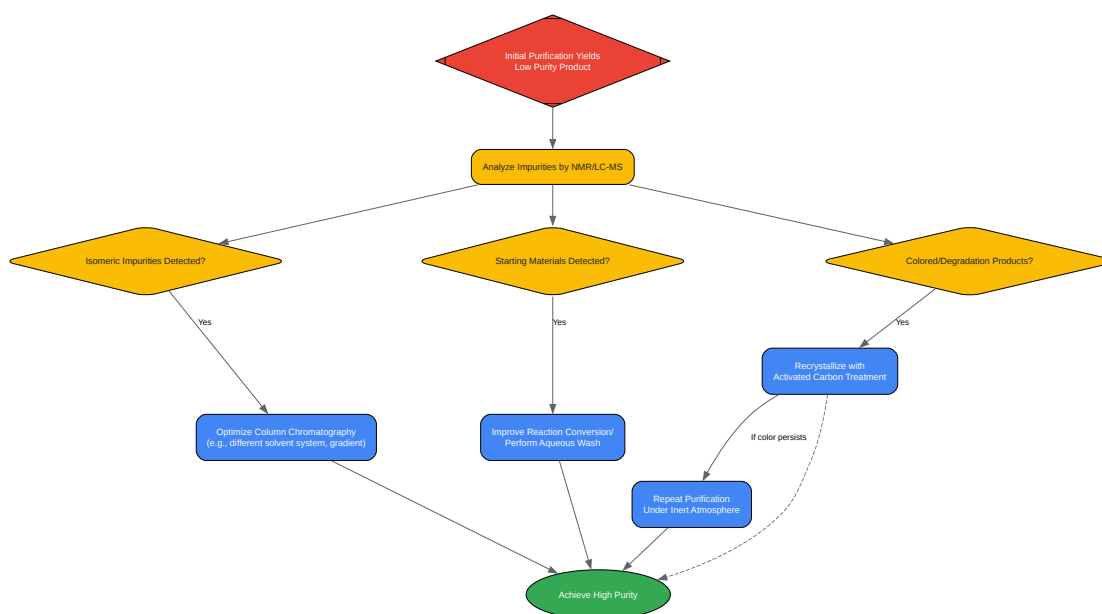 Initial Purification Yields
Low Purity Product
Analyze Impurities by NMR/LC-MS
Isomeric Impurities Detected?
Starting Materials Detected?
Colored/Degradation Products?
Yes
Yes
Yes
Recrystallize with
Activated Carbon Treatment
Optimize Column Chromatography
(e.g., different solvent system, gradient)
Improve Reaction Conversion/
Perform Aqueous Wash
If color persists
Repeat Purification
Under Inert Atmosphere
Achieve High Purity